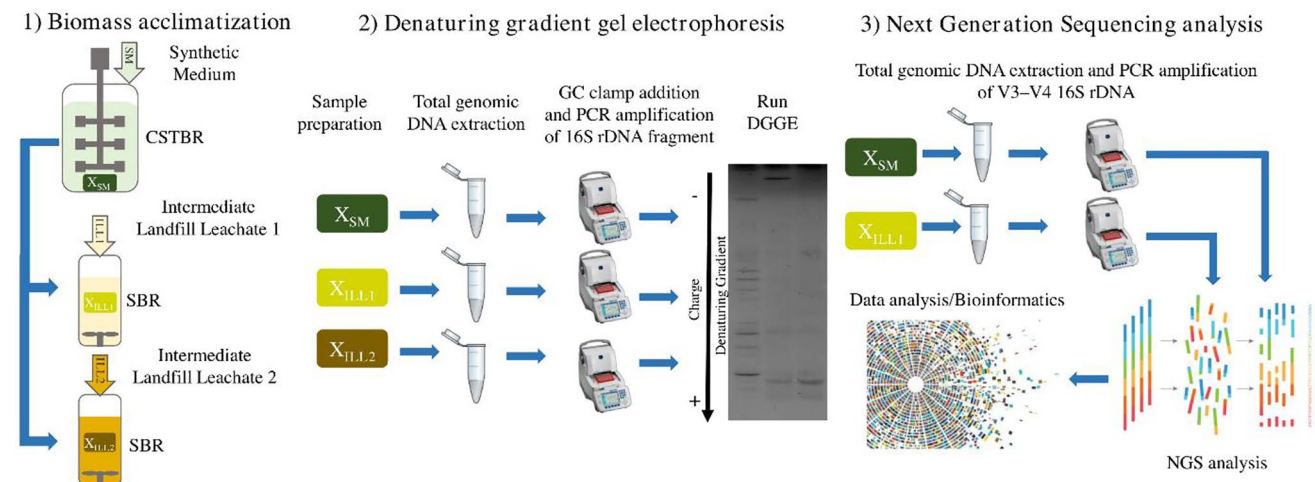 1) Biomass acclimatization
SM
Synthetic
Medium
CSTBR
XSM
Intermediate
Landfill Leachate 1
ILL1
SBR
XILL1
Intermediate
Landfill Leachate 2
ILL2
SBR
XILL2
2) Denaturing gradient gel electrophoresis
Sample
preparation
Total genomic
DNA extraction
GC clamp addition
and PCR amplification
of 16S rDNA fragment
Run
DGGE
XSM
XILL1
XILL2
-
Charge
Denaturing Gradient
+
3) Next Generation Sequencing analysis
Total genomic DNA extraction and PCR amplification
of V3–V4 16S rDNA
XSM
XILL1
Data analysis/Bioinformatics
NGS analysis